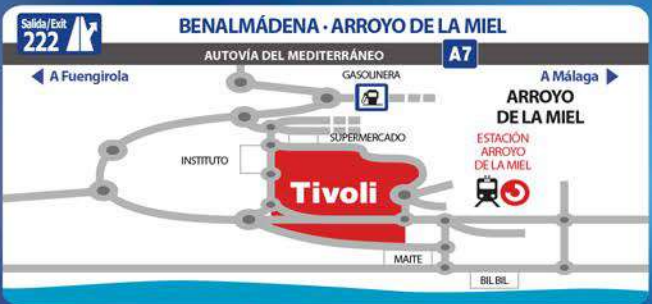 Salida/Exit
222
BENALMÁDENA · ARROYO DE LA MIEL
AUTOVÍA DEL MEDITERRÁNEO
A7
A Fuengirola
GASOLINERA
A Málaga
ARROYO
DE LA MIEL
SUPERMERCADO
ESTACIÓN
ARROYO
DE LA MIEL
INSTITUTO
Tivoli
MAITE
BIL BIL